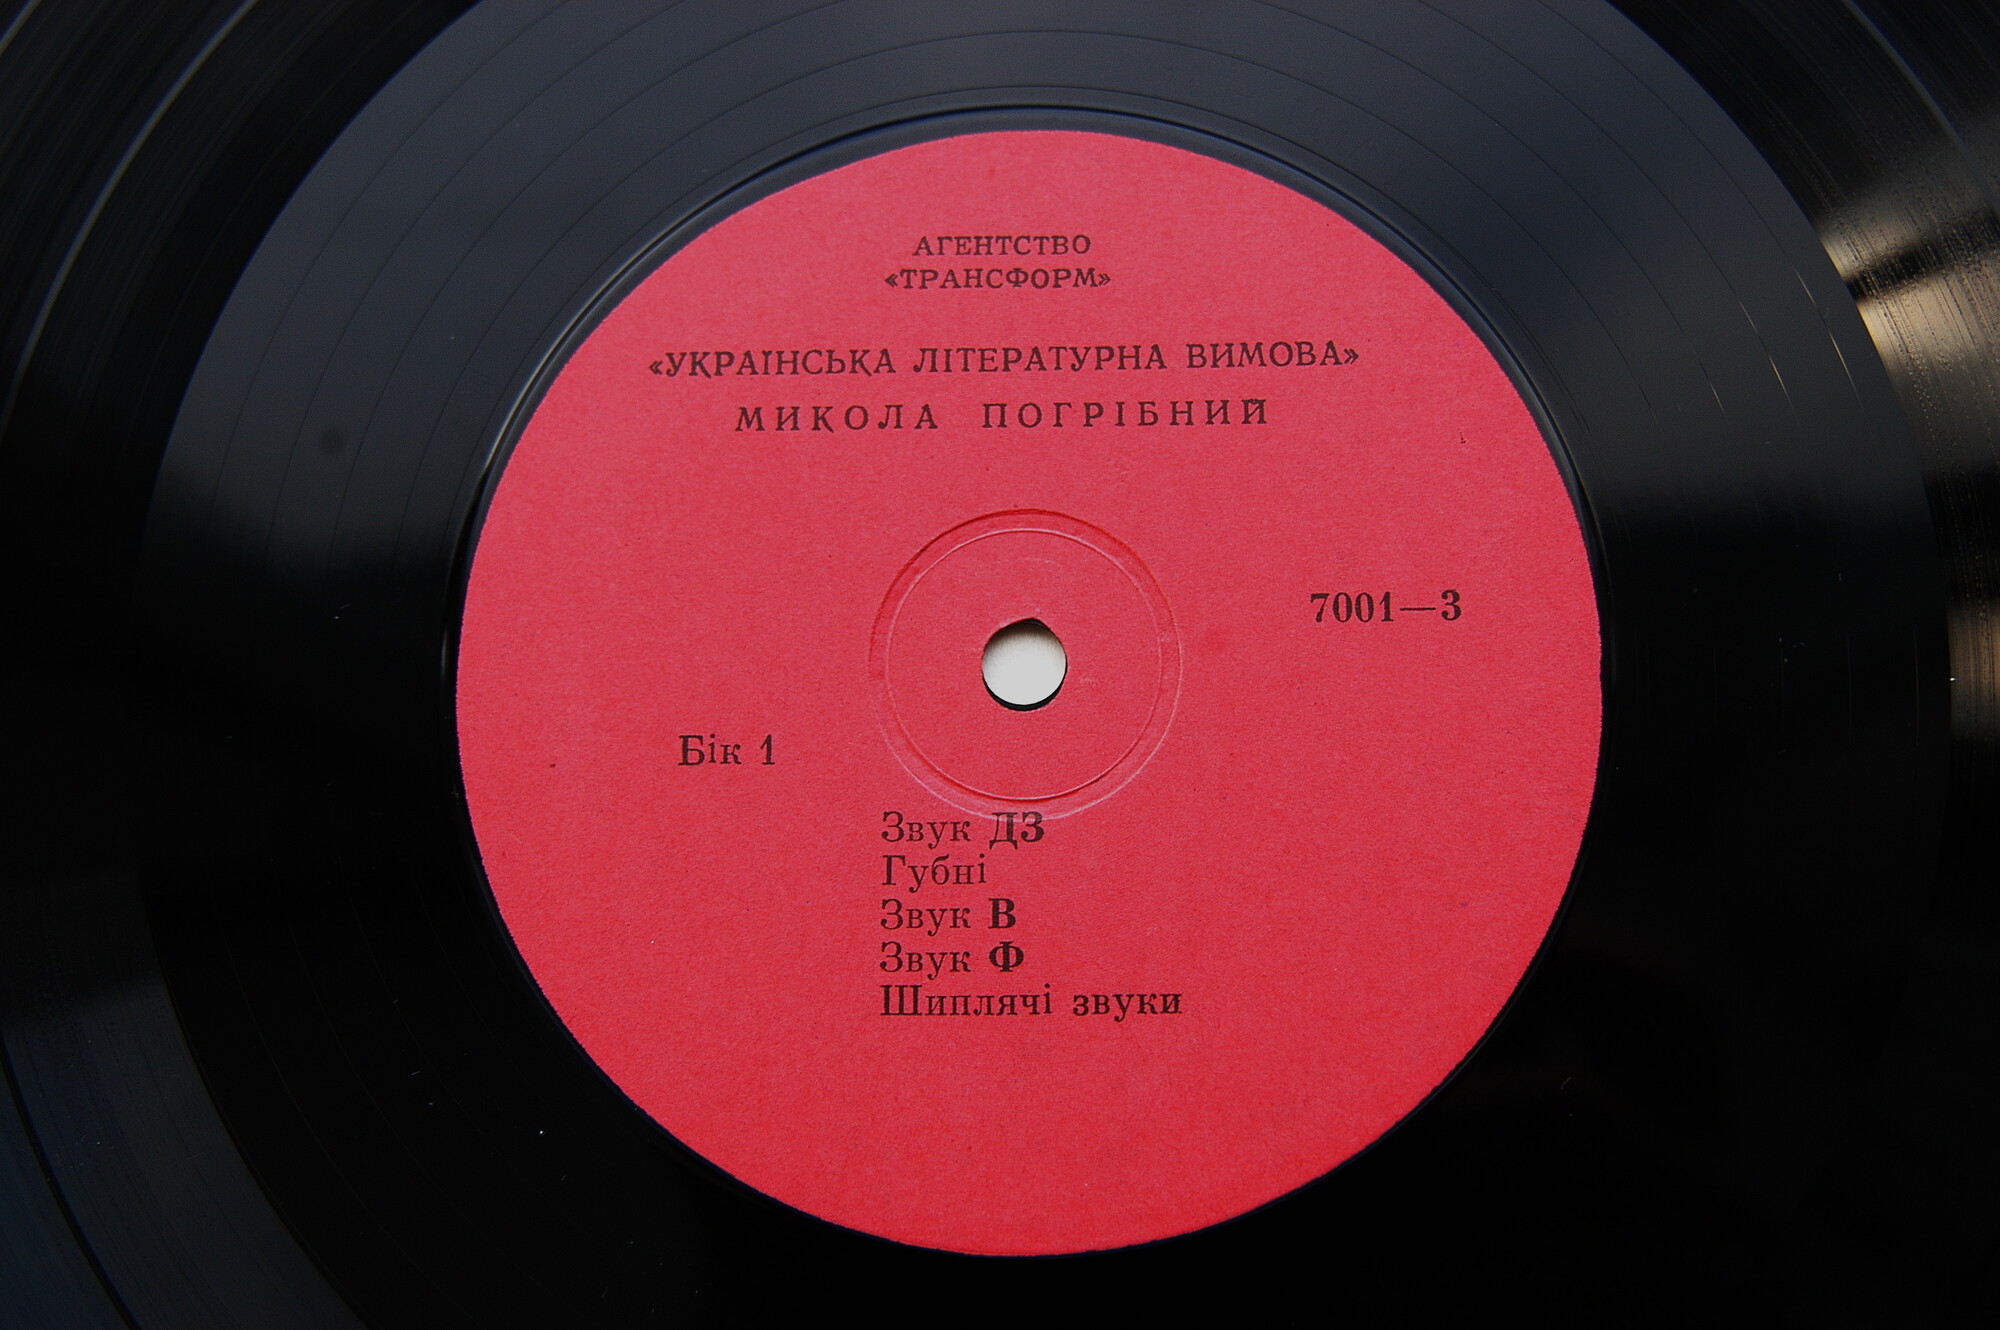 АГЕНТСТВО
«ТРАНСФОРМ»
«УКРАЇНСЬКА ЛІТЕРАТУРНА ВИМОВА»
МИКОЛА ПОГРІБНИЙ
7001—3
Бік 1
Звук ДЗ
Губні
Звук В
Звук Ф
Шиплячі звуки